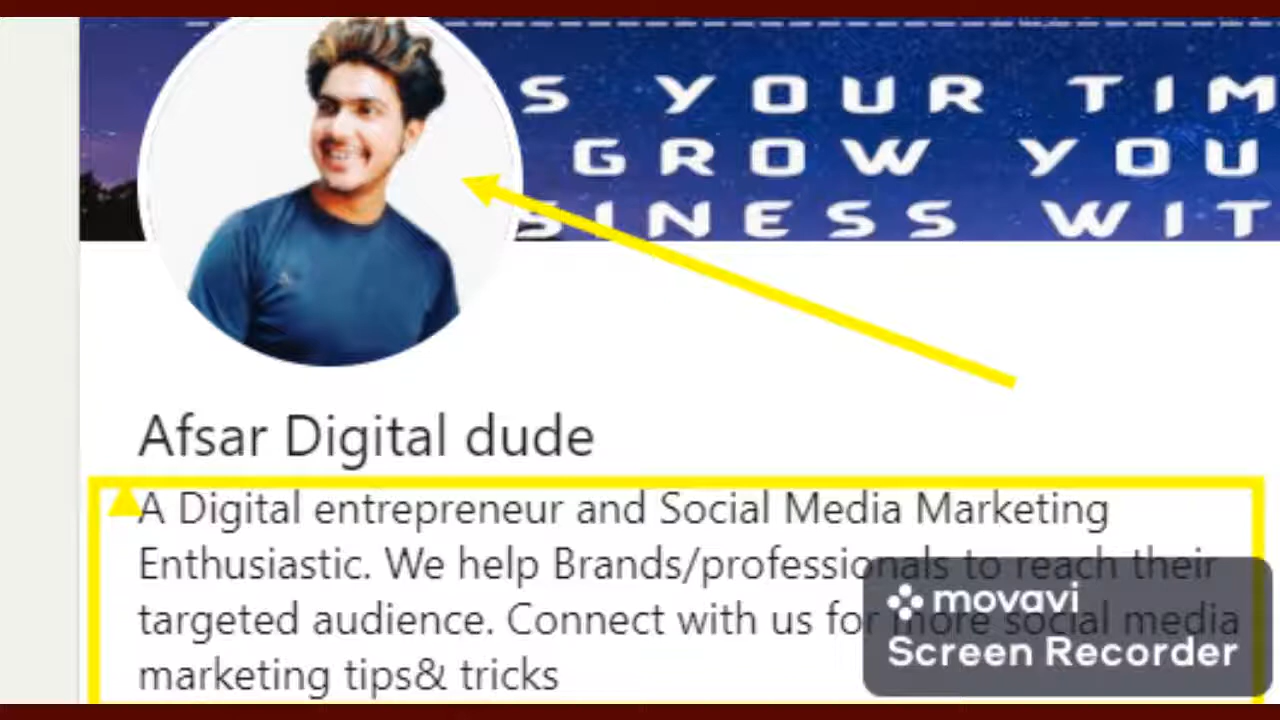 S YOUR TIM
GROW YOU
SINESS WIT
Afsar Digital dude
A Digital entrepreneur and Social Media Marketing
Enthusiastic. We help Brands/professionals to reach their
targeted audience. Connect with us for more social media
marketing tips& tricks
movavi
Screen Recorder